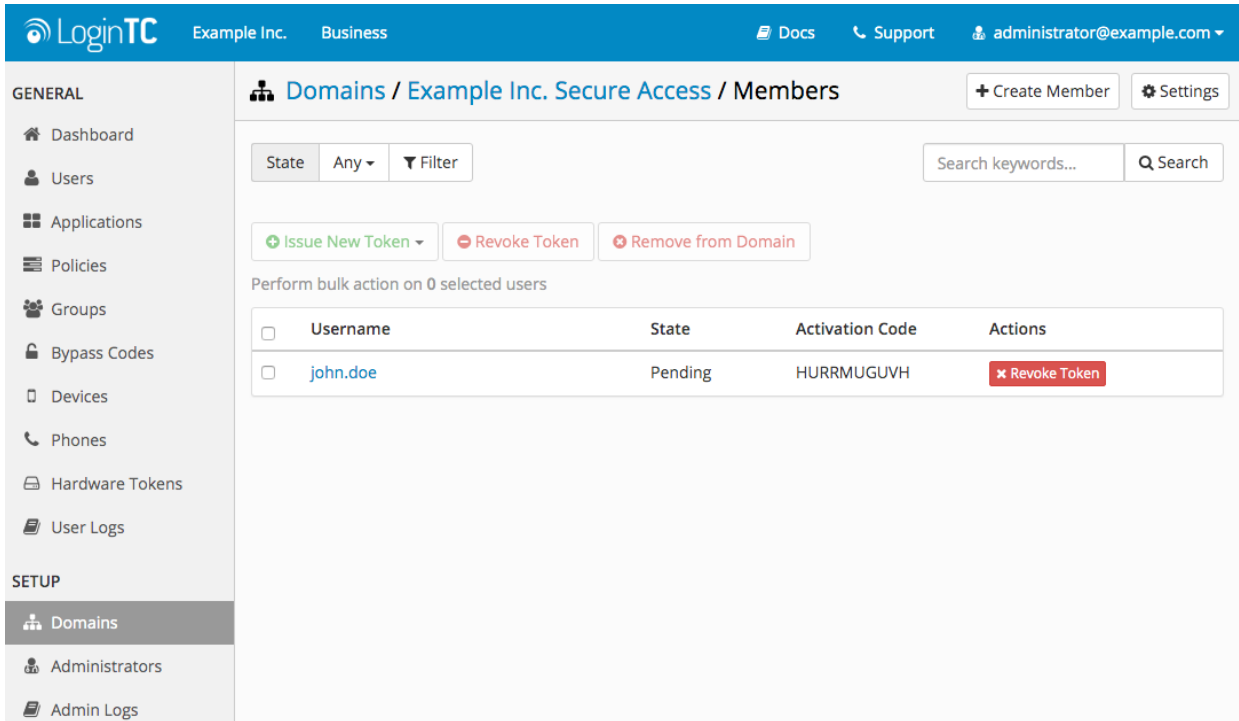 LoginTC Example Inc. Business Docs Support administrator@example.com
GENERAL
Dashboard
Users
Applications
Policies
Groups
Bypass Codes
Devices
Phones
Hardware Tokens
User Logs
SETUP
Domains
Administrators
Admin Logs
Domains / Example Inc. Secure Access / Members Create Member Settings
State Any Filter Search keywords... Search
Issue New Token Revoke Token Remove from Domain
Perform bulk action on 0 selected users
Username State Activation Code Actions
john.doe Pending HURRMUGUVH Revoke Token